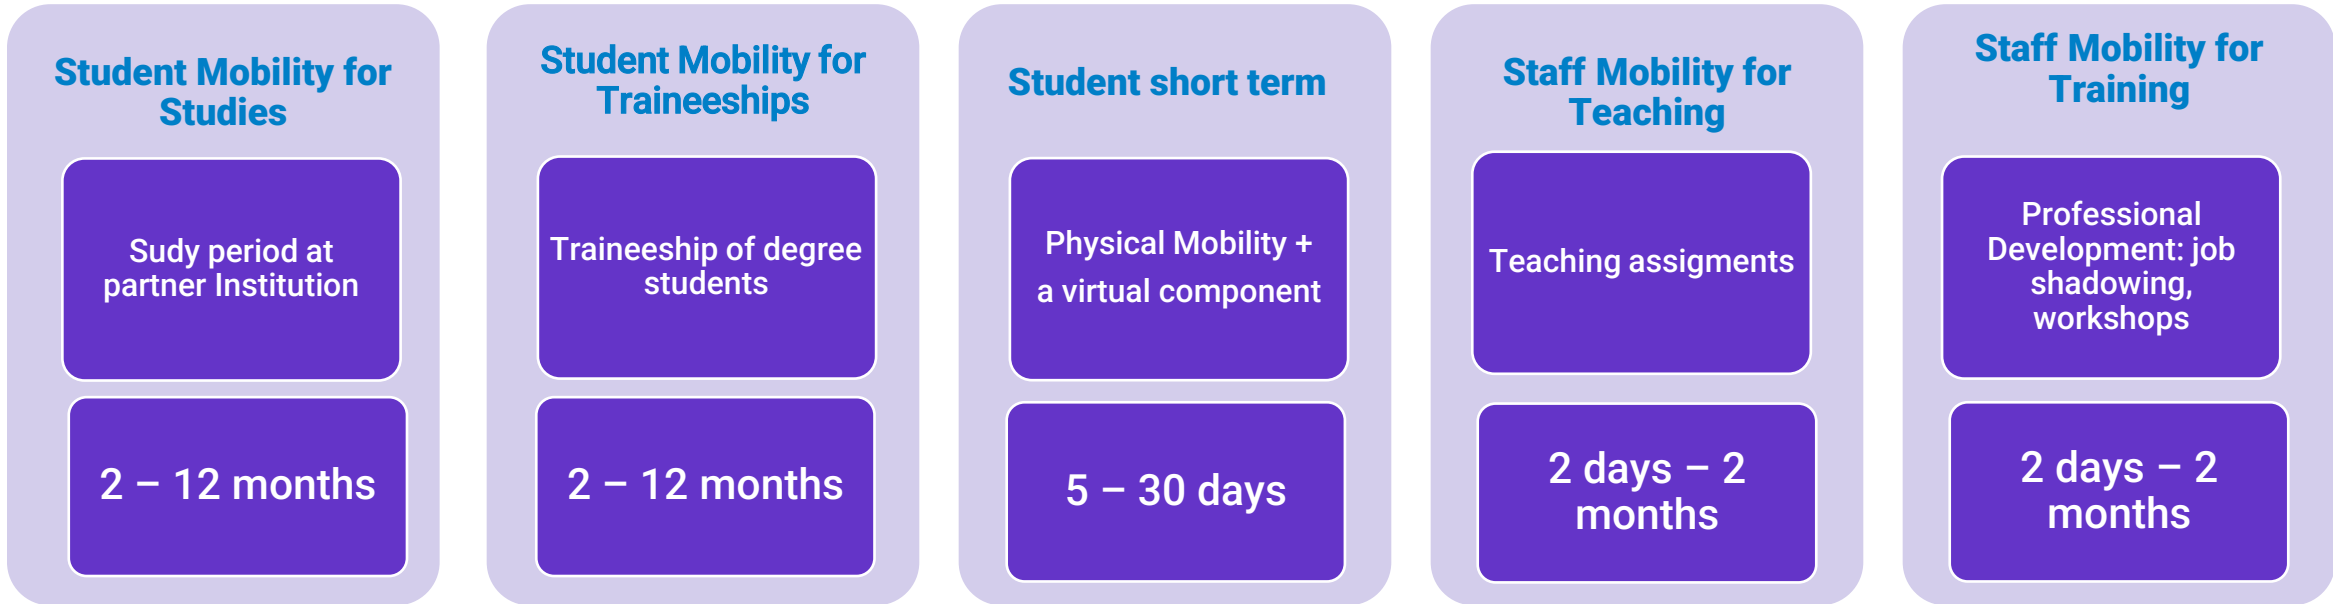 Student Mobility for
Studies
Sudy period at
partner Institution
2 – 12 months
Student Mobility for
Traineeships
Traineeship of degree
students
2 – 12 months
Student short term
Physical Mobility +
a virtual component
5 – 30 days
Staff Mobility for
Teaching
Teaching assigments
2 days – 2
months
Staff Mobility for
Training
Professional
Development: job
shadowing,
workshops
2 days – 2
months